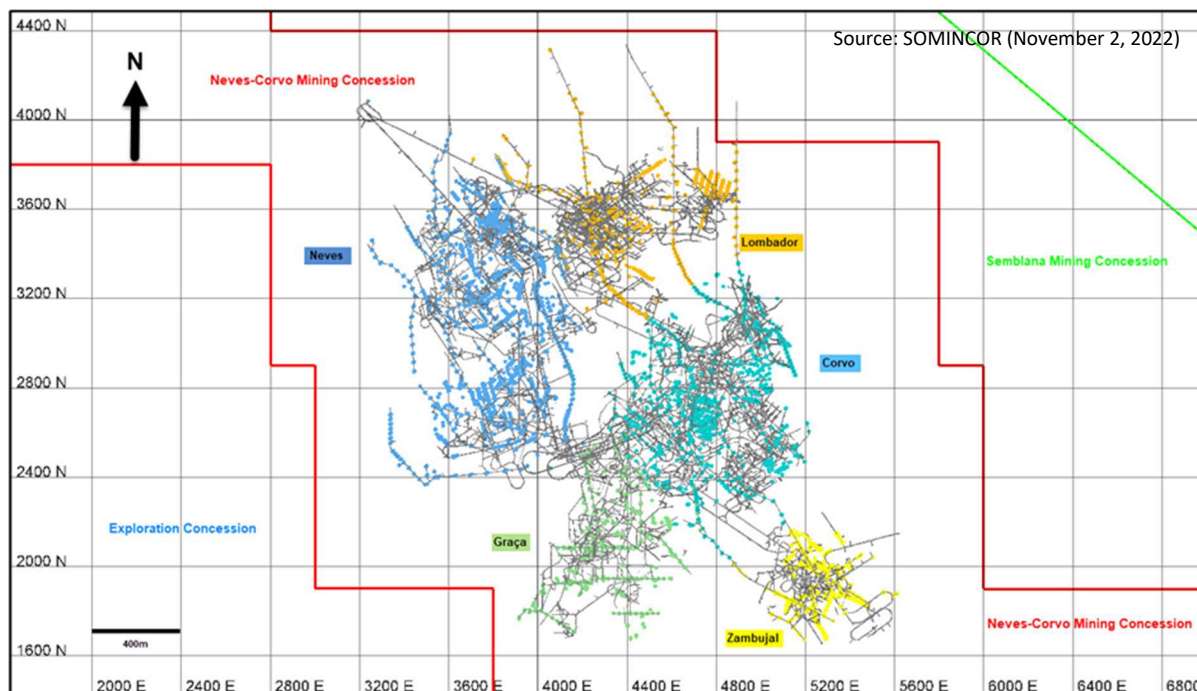 4400 N
Source: SOMINCOR (November 2, 2022)
N
Neves-Corvo Mining Concession
4000 N
3600 N
Neves
Lombador
Semblana Mining Concession
3200 N
Corvo
2800 N
2400 N
Exploration Concession
Graça
2000 N
Zambujal
Neves-Corvo Mining Concession
400m
1600 N
2000 E
2400 E
2800 E
3200 E
3600 E
4000 E
4400 E
4800 E
5200 E
5600 E
6000 E
6400 E